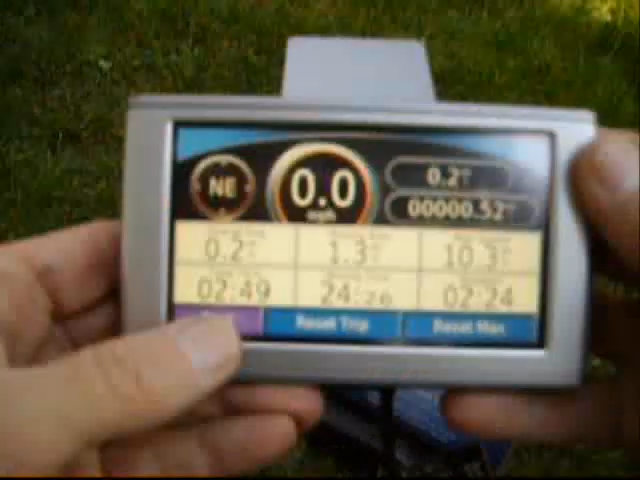 NE
0.0
mph
0.2
00000.52
0.2
1.3
10.3
02:49
24:26
02:24
Reset Trip
Reset Max